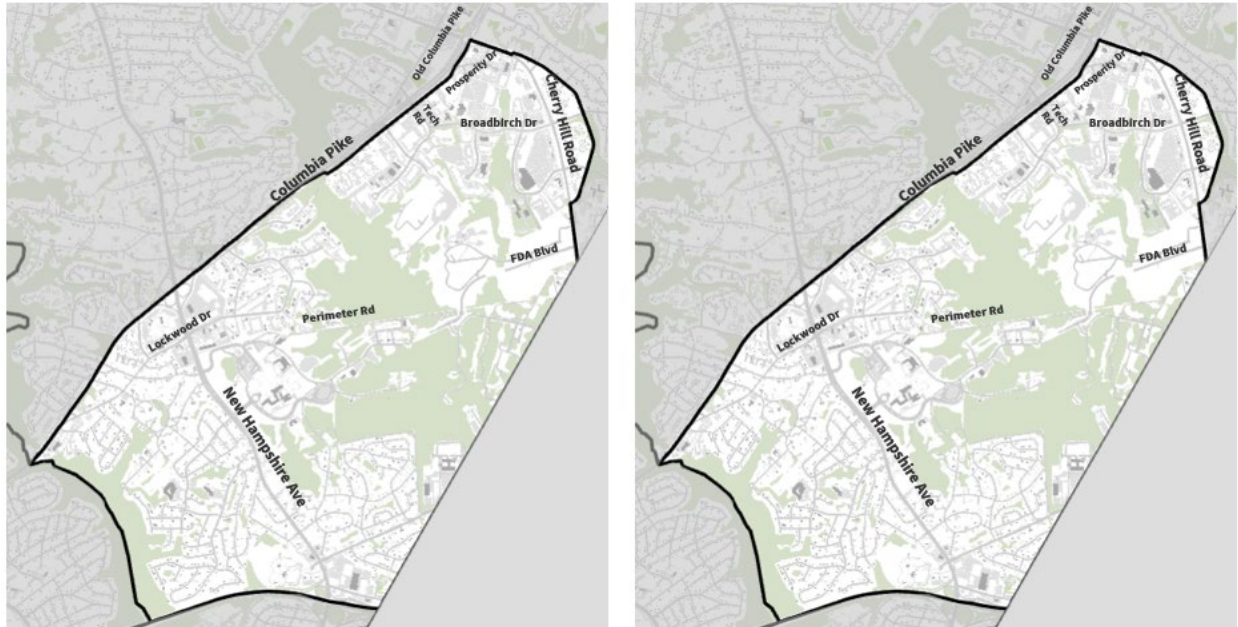 Old Columbia Pike
Prosperity Dr
Tech
Rd
Broadbirch Dr
Cherry Hill Road
Columbia Pike
FDA Blvd
Lockwood Dr
Perimeter Rd
New Hampshire Ave
Old Columbia Pike
Prosperity Dr
Tech
Rd
Broadbirch Dr
Cherry Hill Road
Columbia Pike
FDA Blvd
Lockwood Dr
Perimeter Rd
New Hampshire Ave